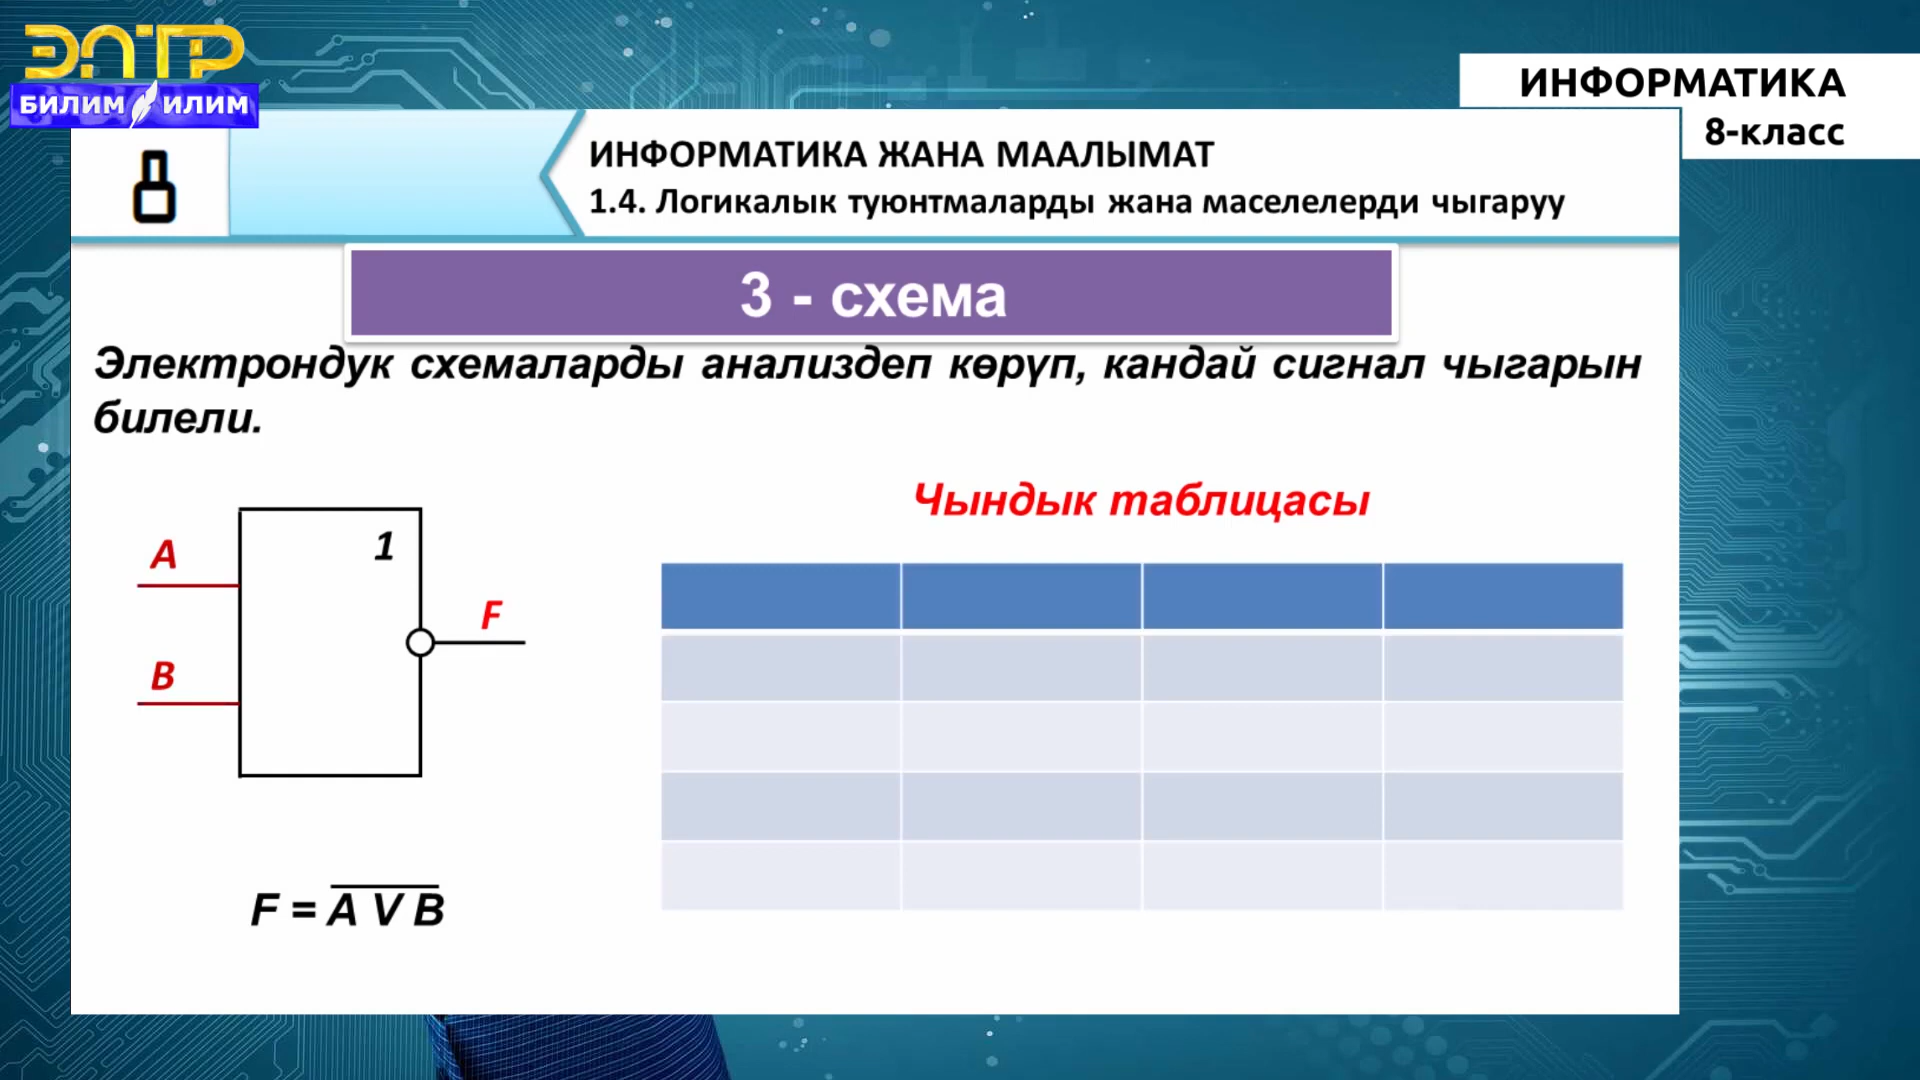 ЭЛТР
БИЛИМ ИЛИМ
ИНФОРМАТИКА
8-класс
8
ИНФОРМАТИКА ЖАНА МААЛЫМАТ
1.4. Логикалык туюнтмаларды жана маселелерди чыгаруу
3 - схема
Электрондук схемаларды анализдеп көрүп, кандай сигнал чыгарын
билели.
Чындык таблицасы
1
A
F
B
F = A V B